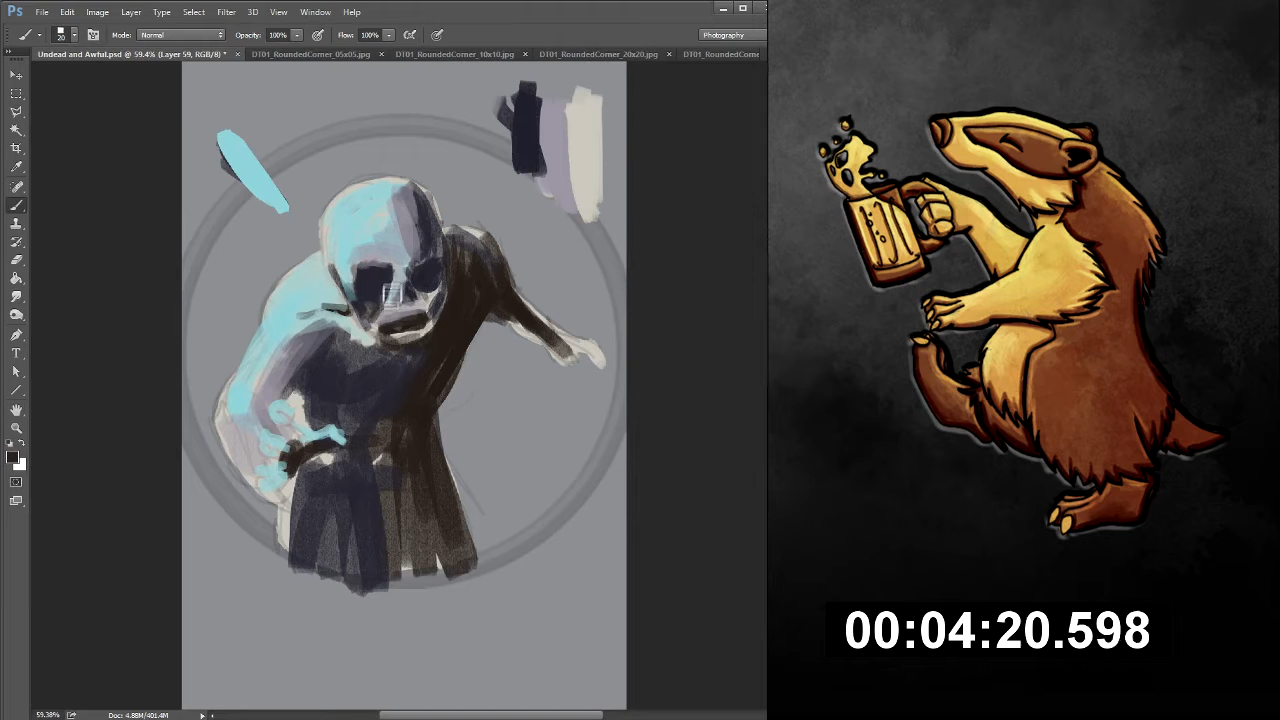 Ps File Edit Image Layer Type Select Filter 3D View Window Help
20 Mode: Normal Opacity: 100% Flow: 100% Photography
Undead and Awful.psd @ 59.4% (Layer 59, RGB/8) * × DT01_RoundedCorner_05x05.jpg × DT01_RoundedCorner_10x10.jpg × DT01_RoundedCorner_20x20.jpg × DT01_RoundedCorne
00:04:20.598
59.38% Doc: 4.88M/401.4M